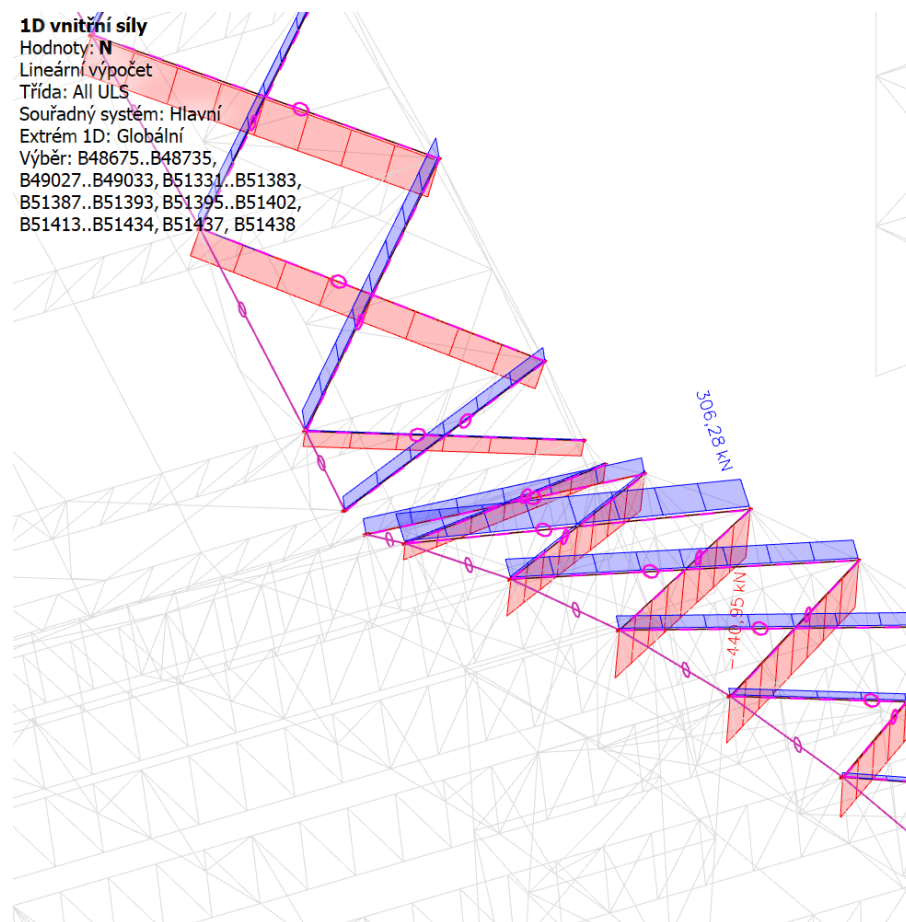 1D vnitřní síly
Hodnoty: N
Lineární výpočet
Třída: All ULS
Souřadný systém: Hlavní
Extrém 1D: Globální
Výběr: B48675..B48735,
B49027..B49033, B51331..B51383,
B51387..B51393, B51395..B51402,
B51413..B51434, B51437, B51438
306,28 kN
-440,95 kN